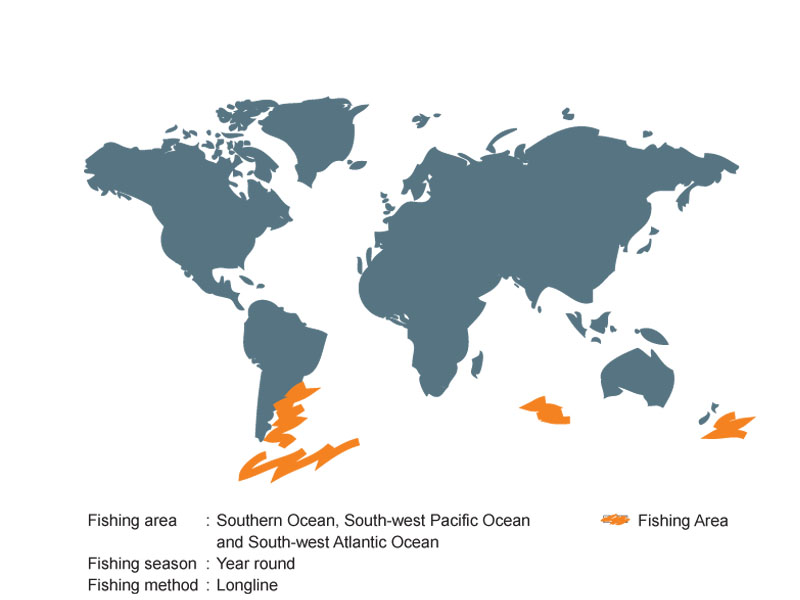 Fishing area : Southern Ocean, South-west Pacific Ocean
and South-west Atlantic Ocean
Fishing season : Year round
Fishing method : Longline
Fishing Area